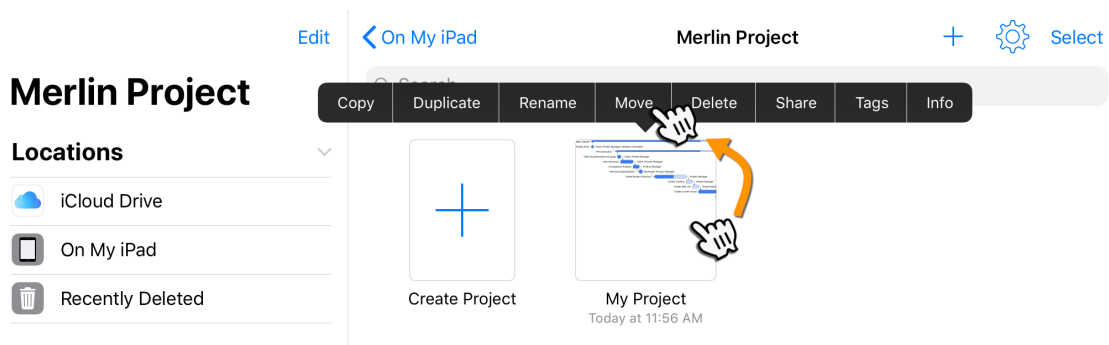 Edit
On My iPad
Merlin Project
Select
Merlin Project
Search
Copy
Duplicate
Rename
Move
Delete
Share
Tags
Info
Locations
iCloud Drive
On My iPad
Recently Deleted
Create Project
My Project
Today at 11:56 AM